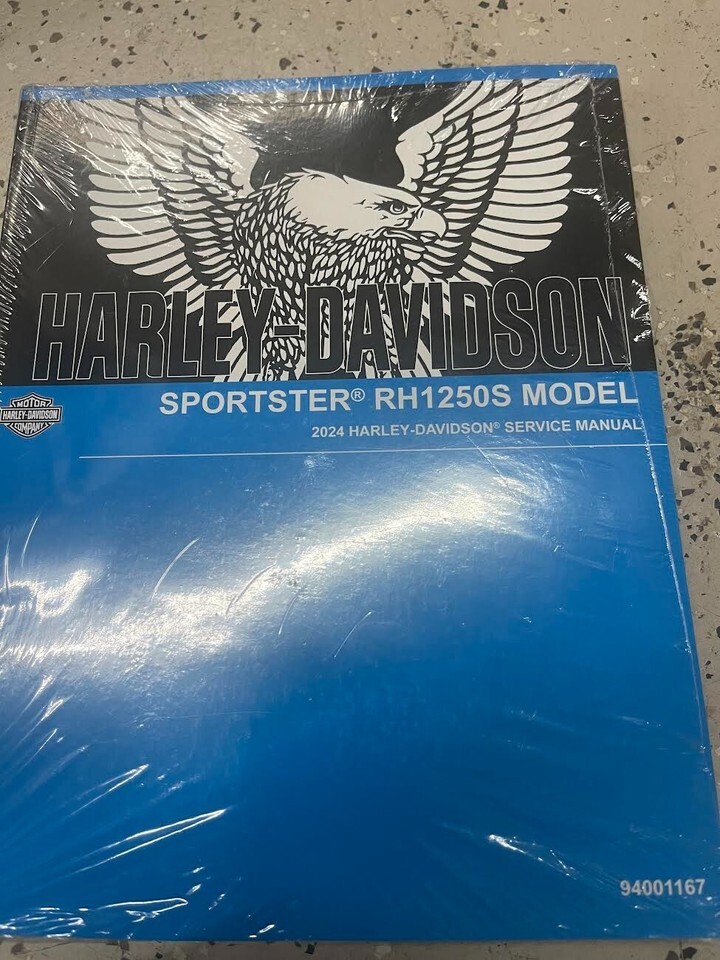 HARLEY-DAVIDSON
SPORTSTER® RH1250S MODEL
MOTOR
HARLEY-DAVIDSON
COMPANY
2024 HARLEY-DAVIDSON® SERVICE MANUAL
94001167